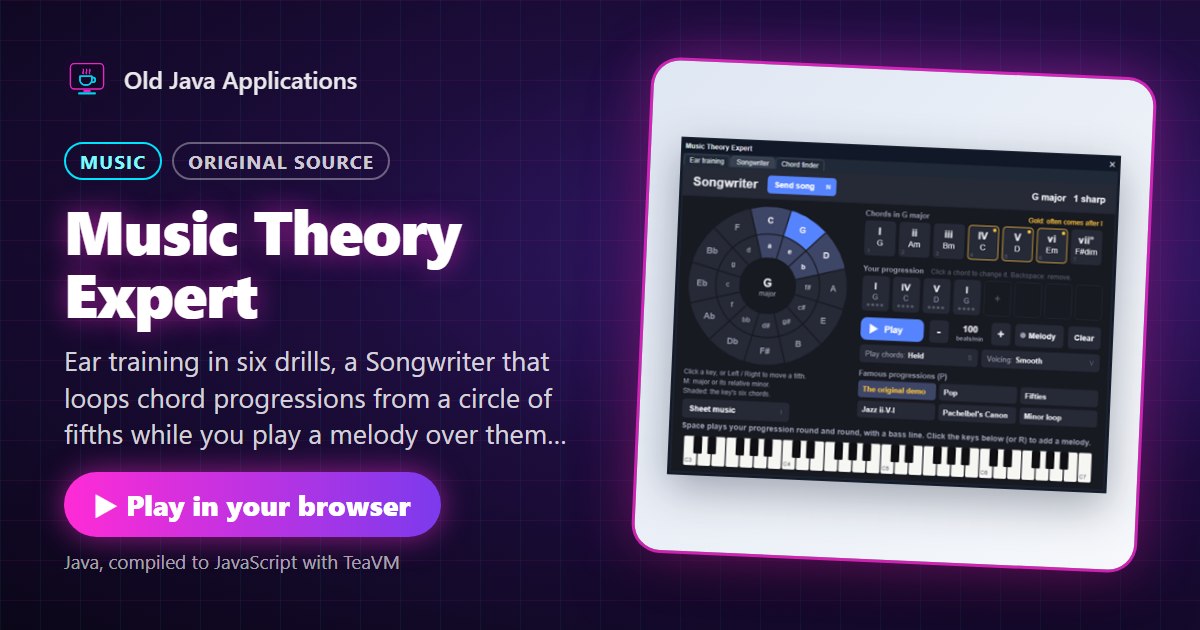 Old Java Applications
MUSIC
ORIGINAL SOURCE
Music Theory
Expert
Ear training in six drills, a Songwriter that
loops chord progressions from a circle of
fifths while you play a melody over them...
▶ Play in your browser
Java, compiled to JavaScript with TeaVM
Music Theory Expert
Ear training Songwriter Chord finder
Songwriter Send song
G major 1 sharp
C
G
D
A
E
B
F#
Db
Ab
Eb
Bb
F
a
e
b
f#
c#
g#
d#
bb
f
c
g
d
G
major
Click a key, or Left / Right to move a fifth.
M: major or its relative minor.
Shaded: the key's six chords.
Sheet music
Chords in G major
Gold: often comes after I
I ii iii IV V vi vii°
G Am Bm C D Em F#dim
Your progression Click a chord to change it. Backspace: remove.
I IV V I +
G C D G
Play - 100 + Melody Clear
beats/min
Play chords: Held
Voicing: Smooth
Famous progressions (P)
The original demo Pop Fifties
Jazz ii-V-I Pachelbel's Canon Minor loop
Space plays your progression round and round, with a bass line. Click the keys below (or R) to add a melody.
C3 C4 C5 C6 C7